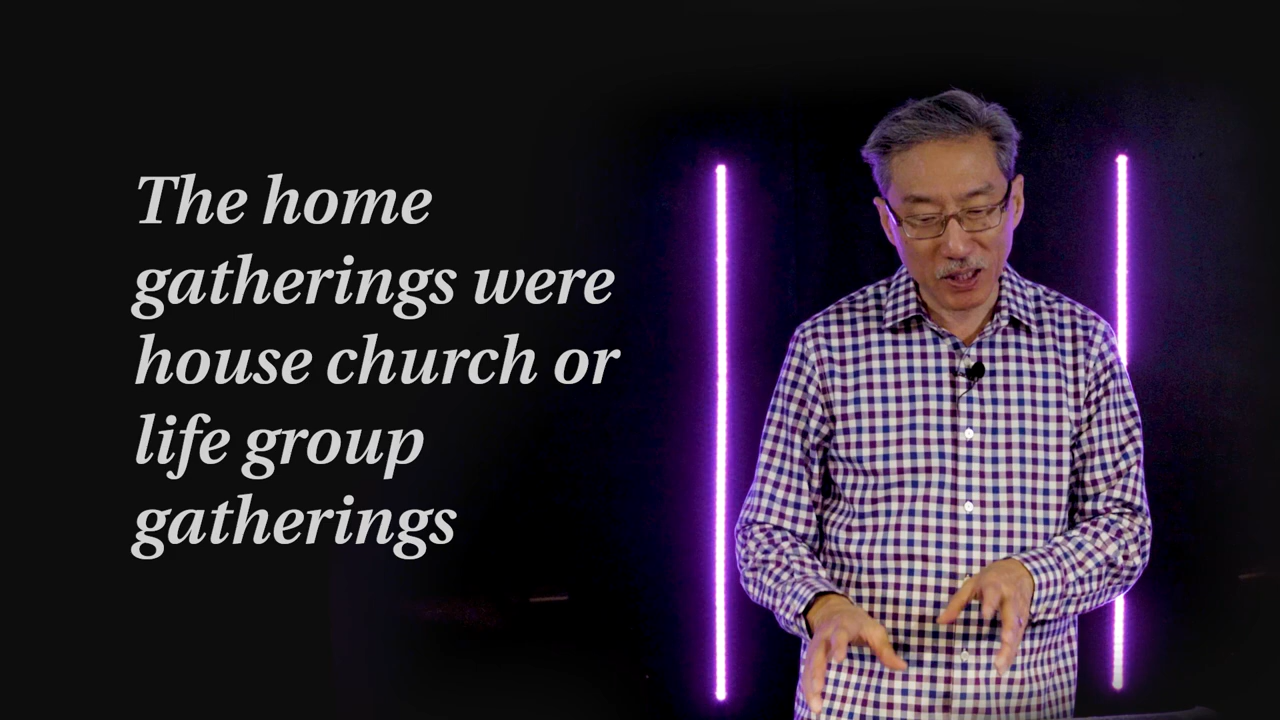 The home
gatherings were
house church or
life group
gatherings